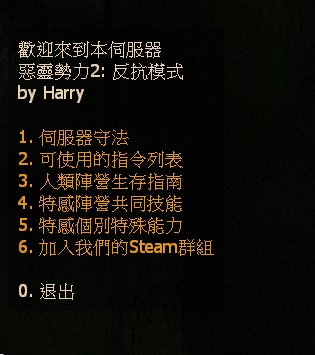 歡迎來到本伺服器
惡靈勢力2: 反抗模式
by Harry
1. 伺服器守法
2. 可使用的指令列表
3. 人類陣營生存指南
4. 特感陣營共同技能
5. 特感個別特殊能力
6. 加入我們的Steam群組
0. 退出